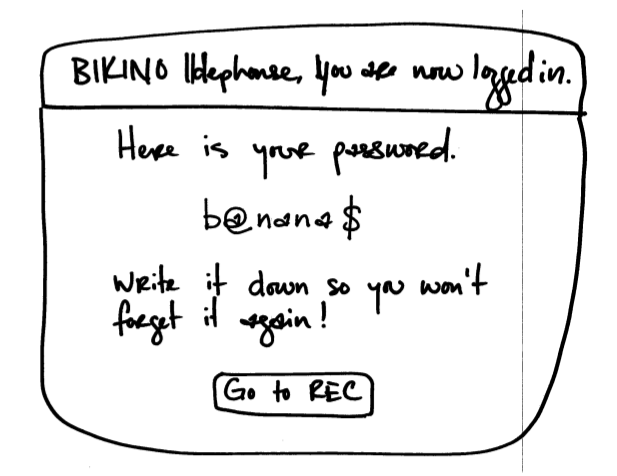 BIKINO Ildephonse, you are now logged in.
Here is your password.
b@nana$
Write it down so you won't
forget it again!
Go to REC